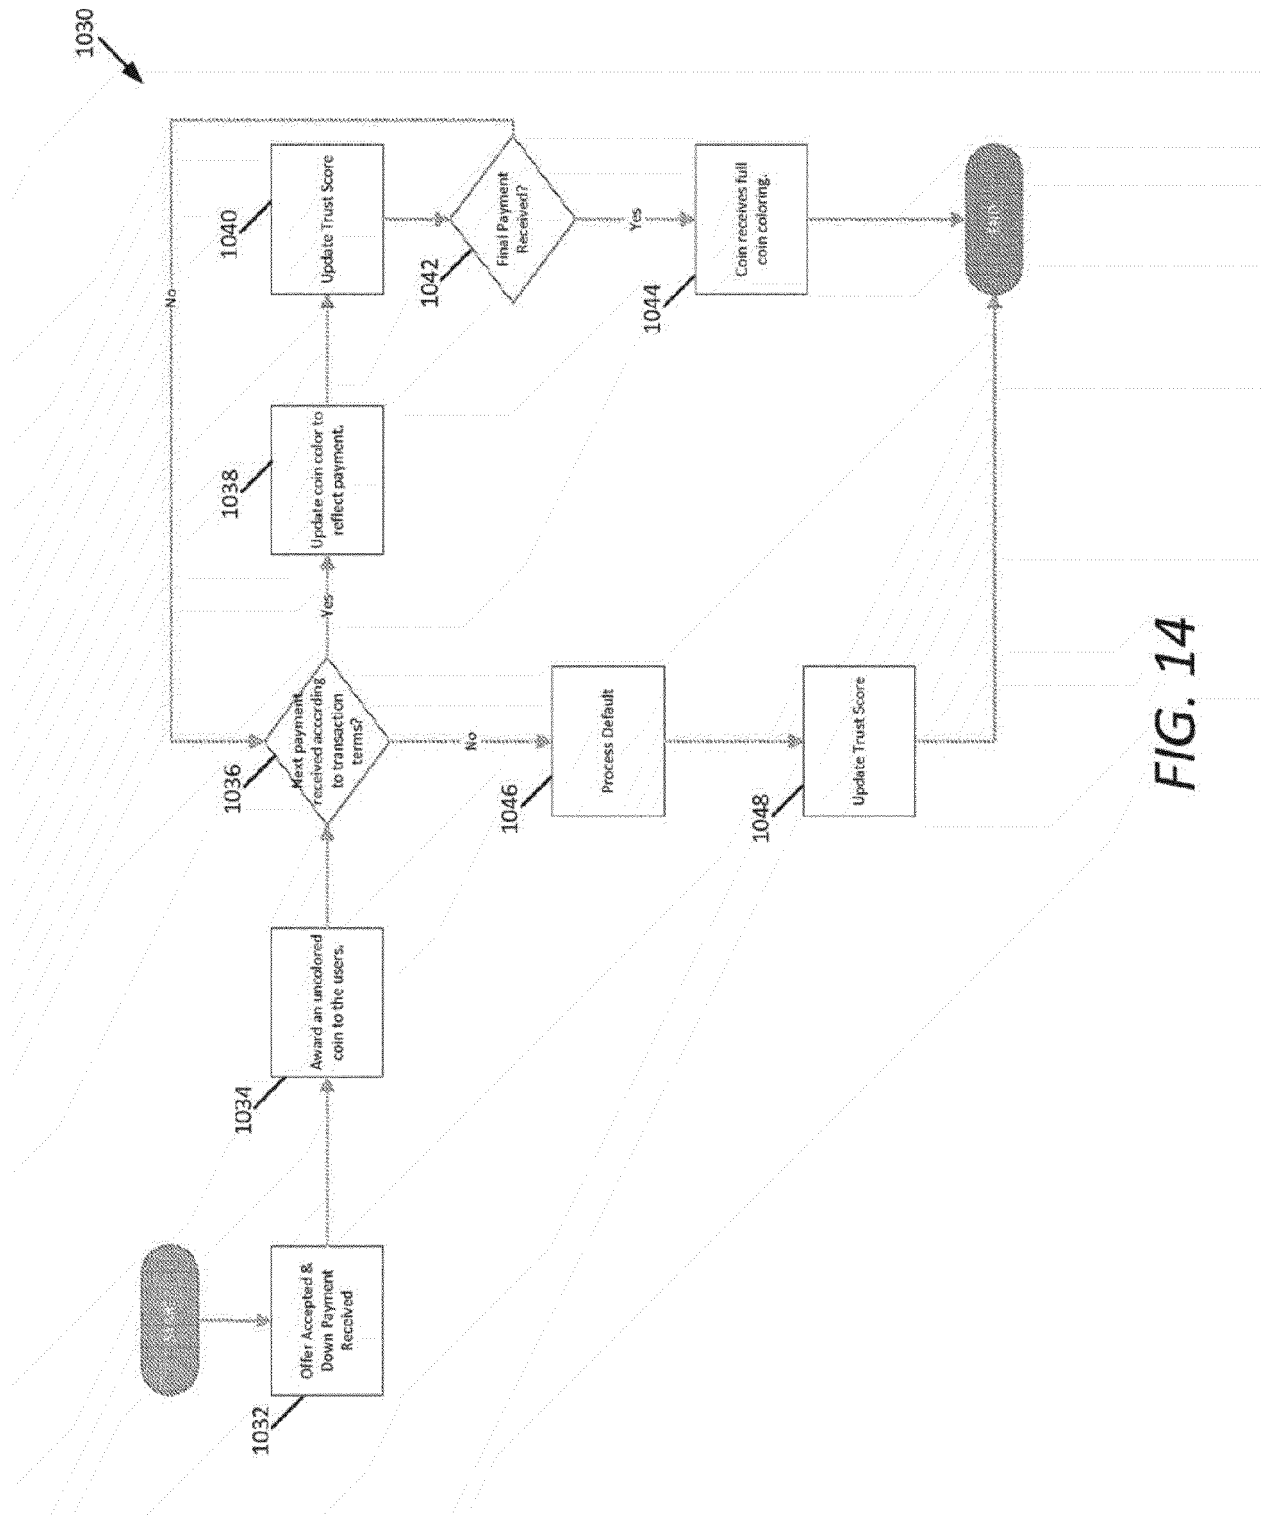 1030
1032
Offer Accepted &
Down Payment
Received
1034
Award an uncolored
coin to the users.
1036
Next payment
received according
to transaction
terms?
Yes
No
1038
Update coin color to
reflect payment.
1040
Update Trust Score
1042
Final Payment
Received?
No
Yes
1044
Coin receives full
coin coloring.
1046
Process Default
1048
Update Trust Score
FIG. 14